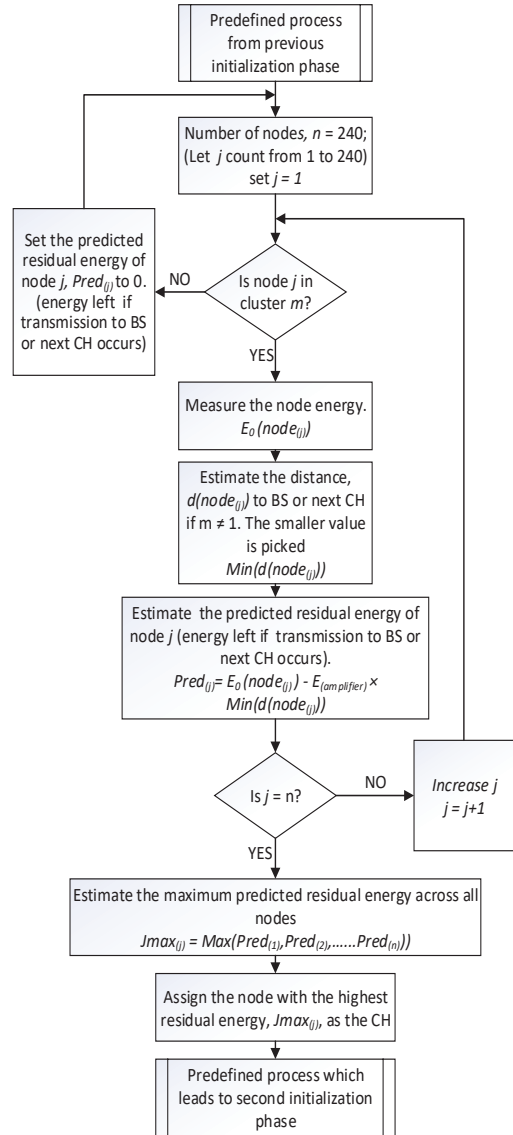 Predefined process
from previous
initialization phase
Number of nodes, n = 240;
(Let j count from 1 to 240)
set j = 1
Set the predicted
residual energy of
node j, Pred(j) to 0.
(energy left if
transmission to BS
or next CH occurs)
NO
Is node j in
cluster m?
YES
Measure the node energy.
E0 (node(j))
Estimate the distance,
d(node(j)) to BS or next CH
if m ≠ 1. The smaller value
is picked
Min(d(node(j)))
Estimate the predicted residual energy of
node j (energy left if transmission to BS or
next CH occurs).
Pred(j)= E0 (node(j)) - E(amplifier) ×
Min(d(node(j)))
Is j = n?
NO
Increase j
j = j+1
YES
Estimate the maximum predicted residual energy across all
nodes
Jmax(j) = Max(Pred(1),Pred(2),......Pred(n)))
Assign the node with the highest
residual energy, Jmax(j), as the CH
Predefined process which
leads to second initialization
phase